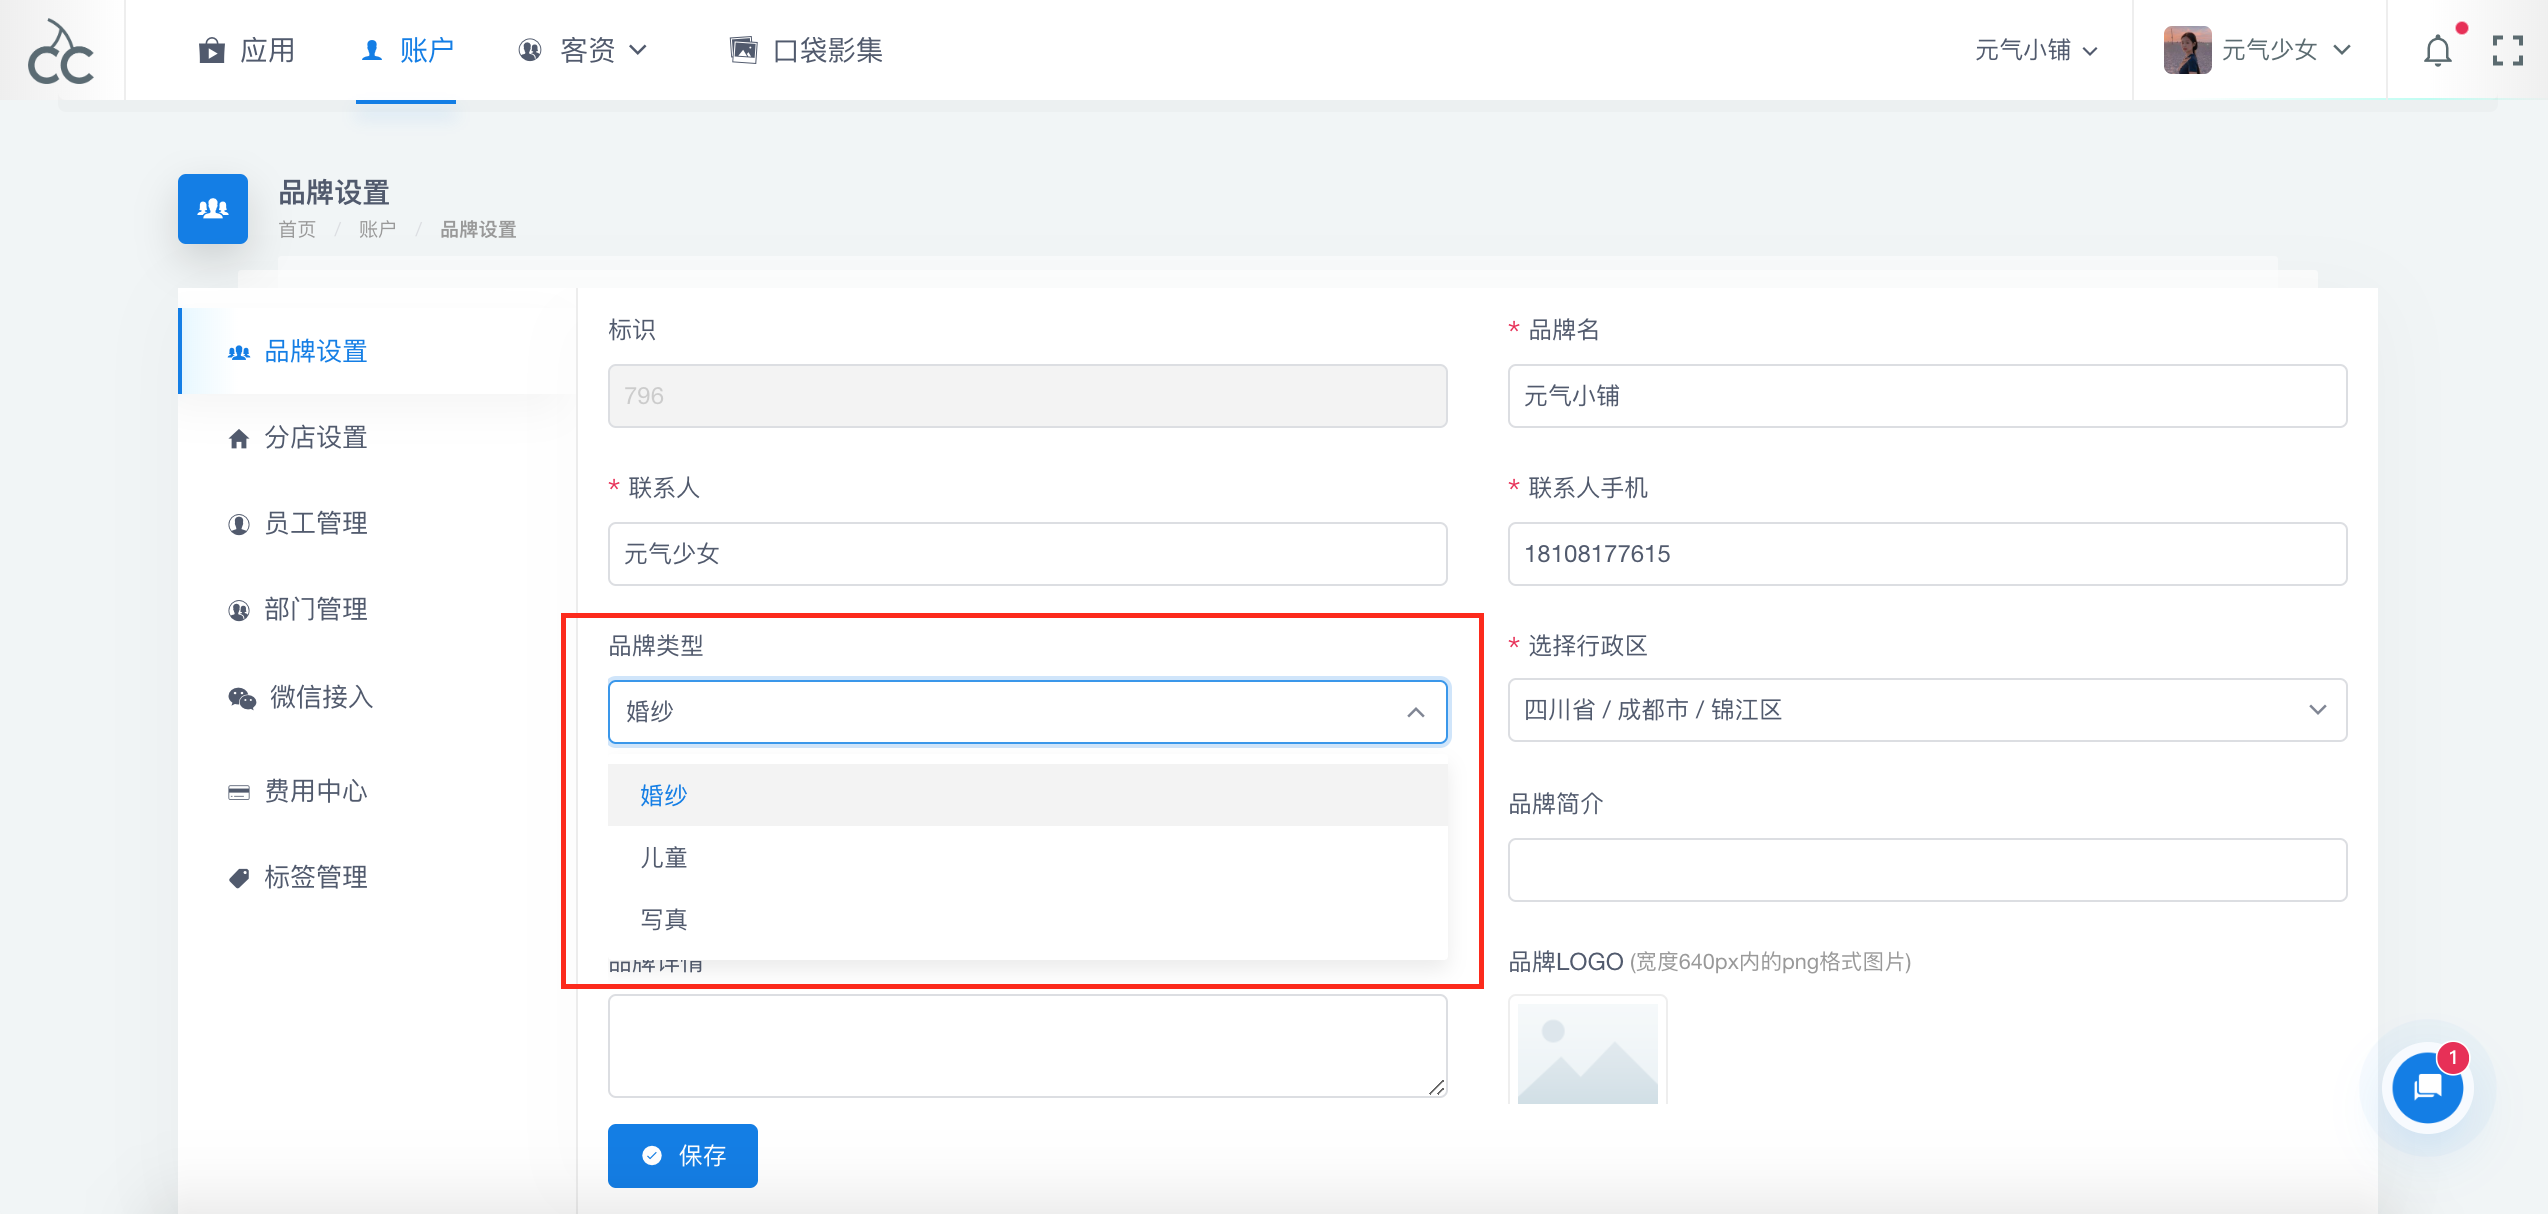 cc
应用
账户
客资
口袋影集
元气小铺
元气少女
品牌设置
首页 / 账户 / 品牌设置
品牌设置
分店设置
员工管理
部门管理
微信接入
费用中心
标签管理
标识
796
* 品牌名
元气小铺
* 联系人
元气少女
* 联系人手机
18108177615
品牌类型
婚纱
婚纱
儿童
写真
* 选择行政区
四川省 / 成都市 / 锦江区
品牌简介
品牌详情
品牌LOGO (宽度640px内的png格式图片)
保存
1